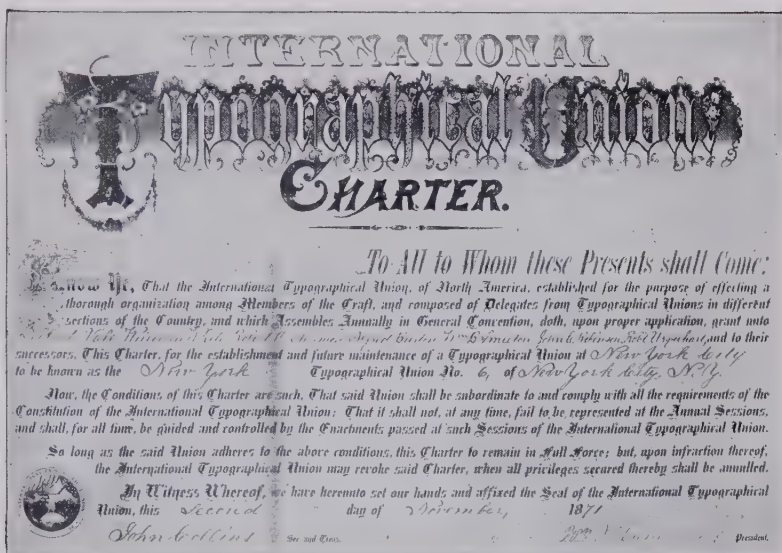 INTERNATIONAL
Typographical Union,
CHARTER.
To All to Whom these Presents shall Come:
Know Ye, That the International Typographical Union, of North America, established for the purpose of effecting a
thorough organization among Members of the Craft, and composed of Delegates from Typographical Unions in different
sections of the Country, and which Assembles Annually in General Convention, doth, upon proper application, grant unto
John C. Robinson, Robt Urquhart, and to their
successors, This Charter, for the establishment and future maintenance of a Typographical Union at New York City
to be known as the New York Typographical Union No. 6, of New York City, N.Y.
Now, the Conditions of this Charter are such, That said Union shall be subordinate to and comply with all the requirements of the
Constitution of the International Typographical Union; That it shall not, at any time, fail to be represented at the Annual Sessions,
and shall, for all time, be guided and controlled by the Enactments passed at such Sessions of the International Typographical Union.
So long as the said Union adheres to the above conditions, this Charter to remain in Full Force; but, upon infraction thereof,
the International Typographical Union may revoke said Charter, when all privileges secured thereby shall be annulled.
In Witness Whereof, we have hereunto set our hands and affixed the Seal of the International Typographical
Union, this Second day of November, 1871
John Collins Sec and Treas. Wm President.